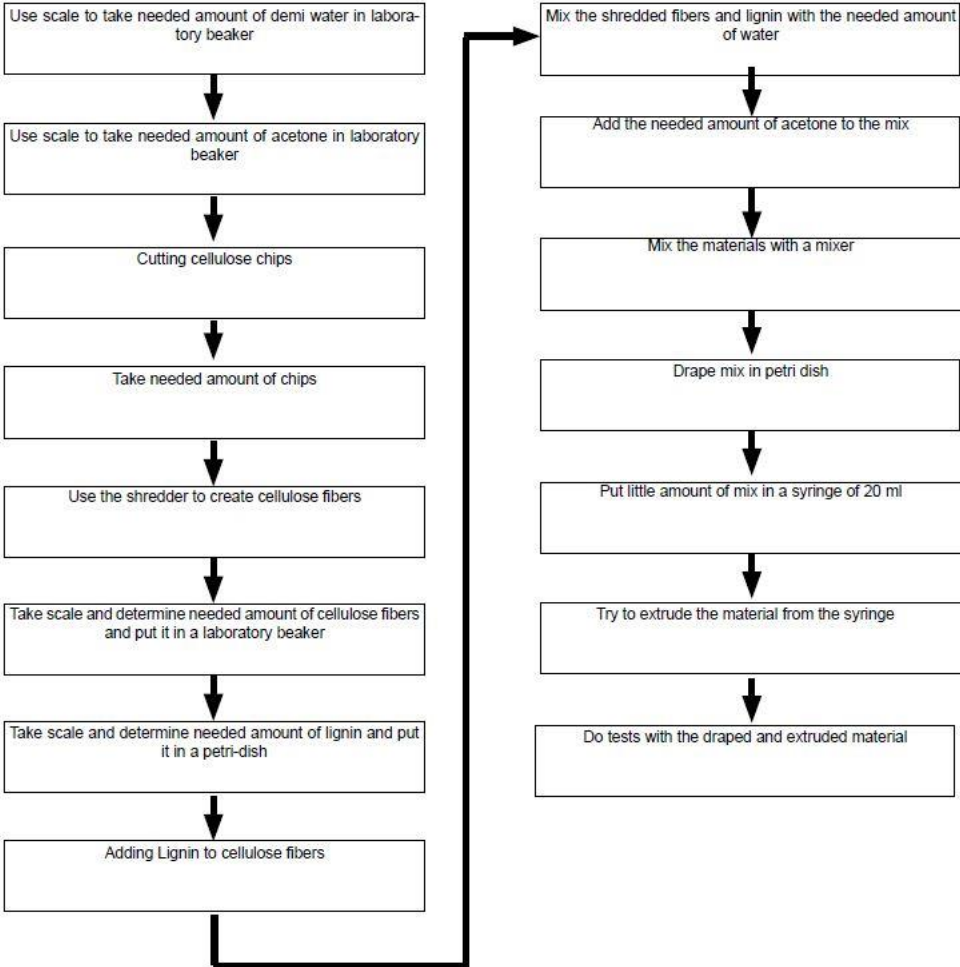 Use scale to take needed amount of demi water in labora-
tory beaker
Use scale to take needed amount of acetone in laboratory
beaker
Cutting cellulose chips
Take needed amount of chips
Use the shredder to create cellulose fibers
Take scale and determine needed amount of cellulose fibers
and put it in a laboratory beaker
Take scale and determine needed amount of lignin and put
it in a petri-dish
Adding Lignin to cellulose fibers
Mix the shredded fibers and lignin with the needed amount
of water
Add the needed amount of acetone to the mix
Mix the materials with a mixer
Drape mix in petri dish
Put little amount of mix in a syringe of 20 ml
Try to extrude the material from the syringe
Do tests with the draped and extruded material